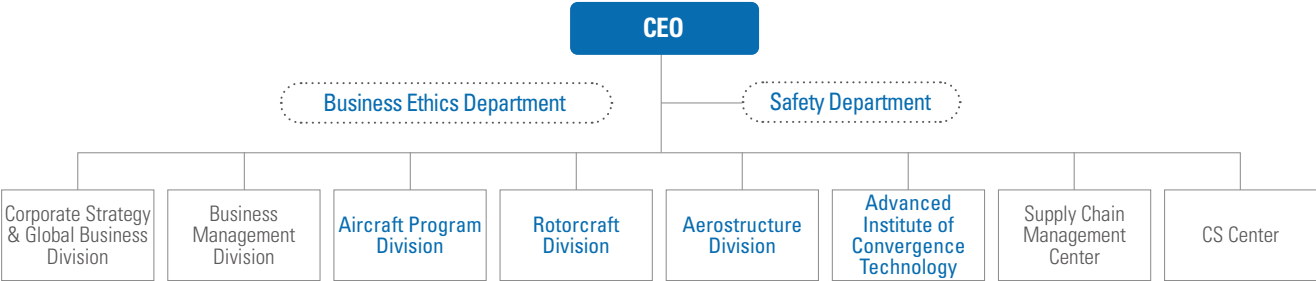 CEO
Business Ethics Department
Safety Department
Corporate Strategy
& Global Business
Division
Business
Management
Division
Aircraft Program
Division
Rotorcraft
Division
Aerostructure
Division
Advanced
Institute of
Convergence
Technology
Supply Chain
Management
Center
CS Center